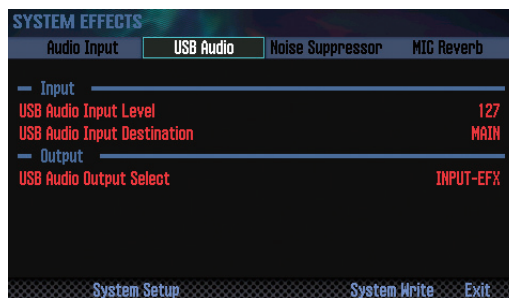 SYSTEM EFFECTS
Audio Input USB Audio Noise Suppressor MIC Reverb
Input
USB Audio Input Level 127
USB Audio Input Destination MAIN
Output
USB Audio Output Select INPUT-EFX
System Setup System Write Exit